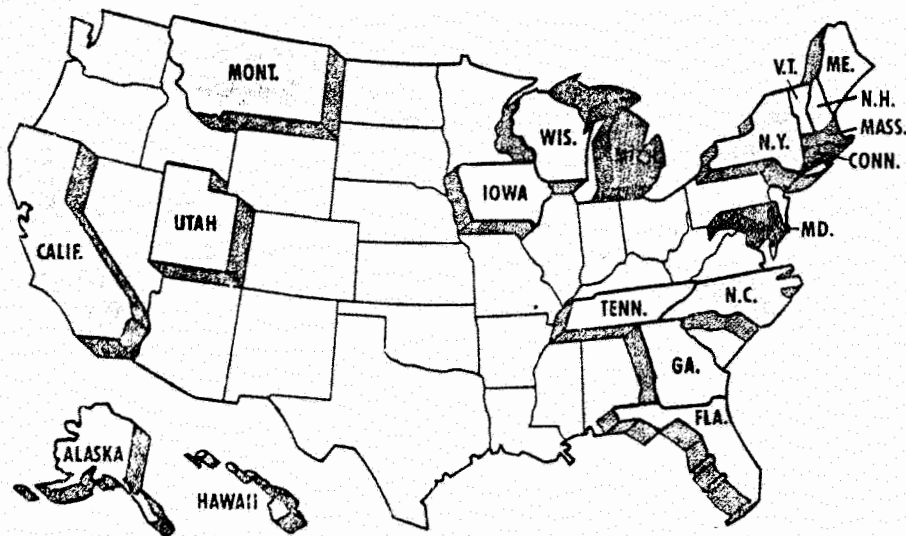 MONT.
WIS.
IOWA
UTAH
CALIF.
V.T.
ME.
N.H.
N.Y.
MASS.
CONN.
MD.
TENN.
N.C.
GA.
FLA.
ALASKA
HAWAII